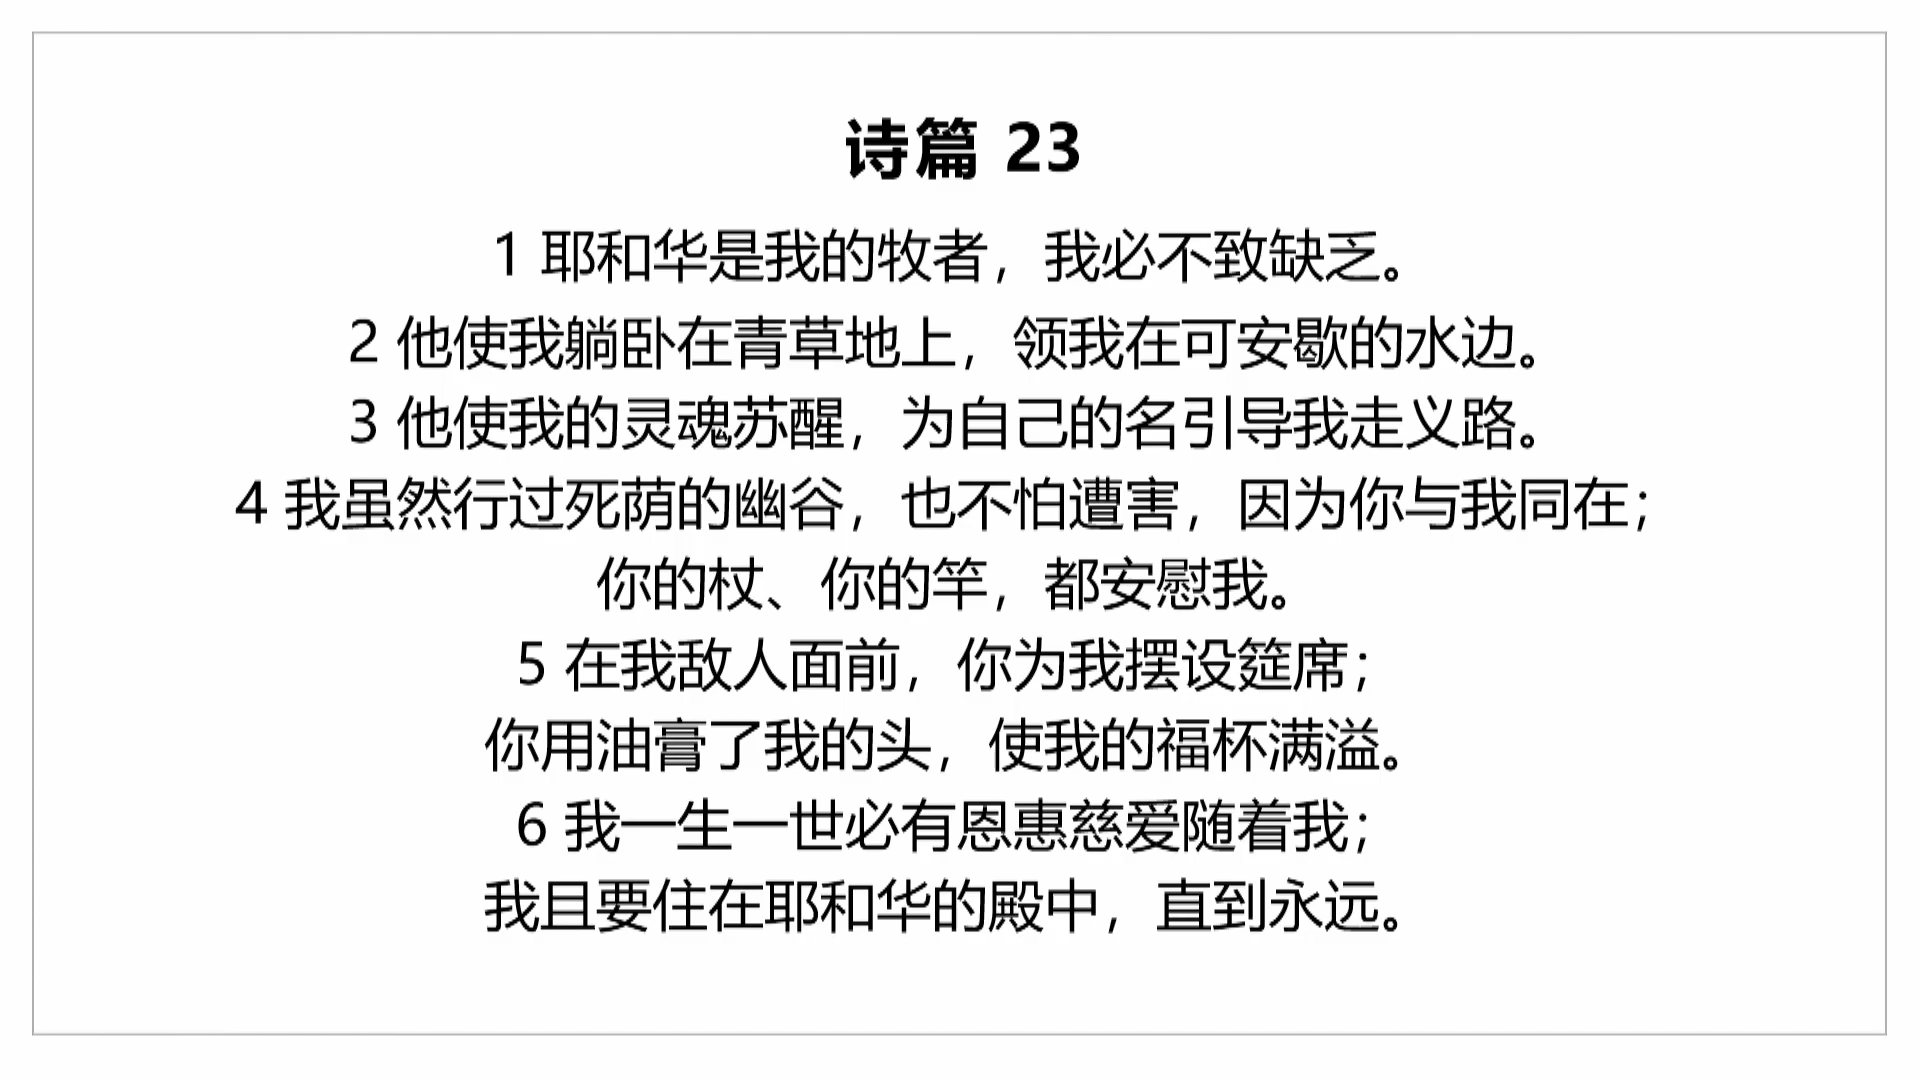 诗篇 23
1 耶和华是我的牧者，我必不致缺乏。
2 他使我躺卧在青草地上，领我在可安歇的水边。
3 他使我的灵魂苏醒，为自己的名引导我走义路。
4 我虽然行过死荫的幽谷，也不怕遭害，因为你与我同在；
你的杖、你的竿，都安慰我。
5 在我敌人面前，你为我摆设筵席；
你用油膏了我的头，使我的福杯满溢。
6 我一生一世必有恩惠慈爱随着我；
我且要住在耶和华的殿中，直到永远。